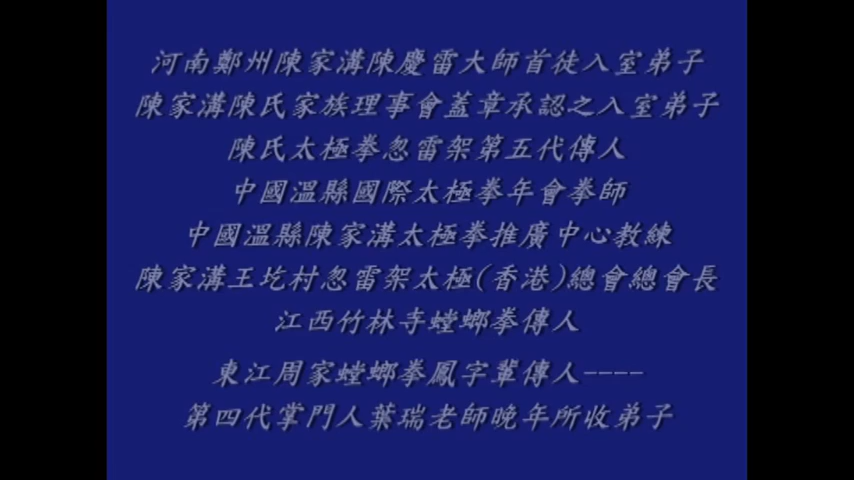 河南鄭州陳家溝陳慶雷大師首徒入室弟子
陳家溝陳氏家族理事會蓋章承認之入室弟子
陳氏太極拳忽雷架第五代傳人
中國溫縣國際太極拳年會拳師
中國溫縣陳家溝太極拳推廣中心教練
陳家溝王圪村忽雷架太極(香港)總會總會長
江西竹林寺螳螂拳傳人
東江周家螳螂拳鳳字輩傳人----
第四代掌門人葉瑞老師晚年所收弟子